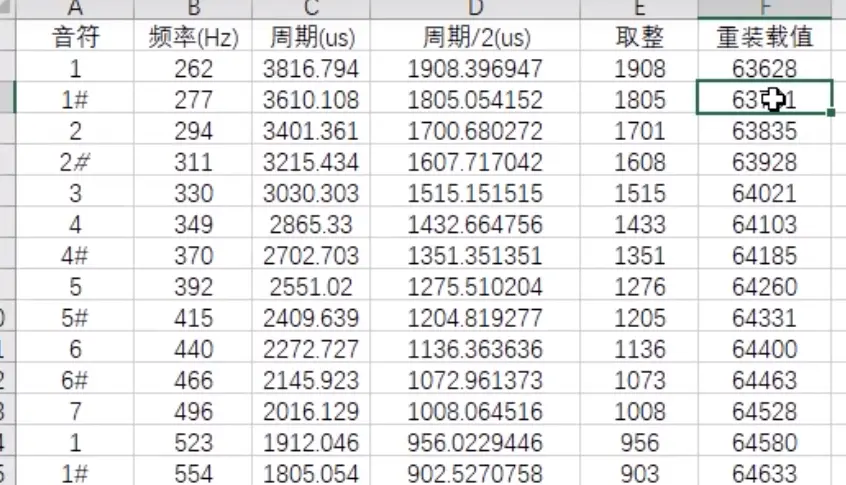 A B C D E F
音符 频率(Hz) 周期(us) 周期/2(us) 取整 重装载值
1 262 3816.794 1908.396947 1908 63628
1# 277 3610.108 1805.054152 1805
2 294 3401.361 1700.680272 1701 63835
2# 311 3215.434 1607.717042 1608 63928
3 330 3030.303 1515.151515 1515 64021
4 349 2865.33 1432.664756 1433 64103
4# 370 2702.703 1351.351351 1351 64185
5 392 2551.02 1275.510204 1276 64260
0 5# 415 2409.639 1204.819277 1205 64331
1 6 440 2272.727 1136.363636 1136 64400
2 6# 466 2145.923 1072.961373 1073 64463
3 7 496 2016.129 1008.064516 1008 64528
4 1 523 1912.046 956.0229446 956 64580
5 1# 554 1805.054 902.5270758 903 64633